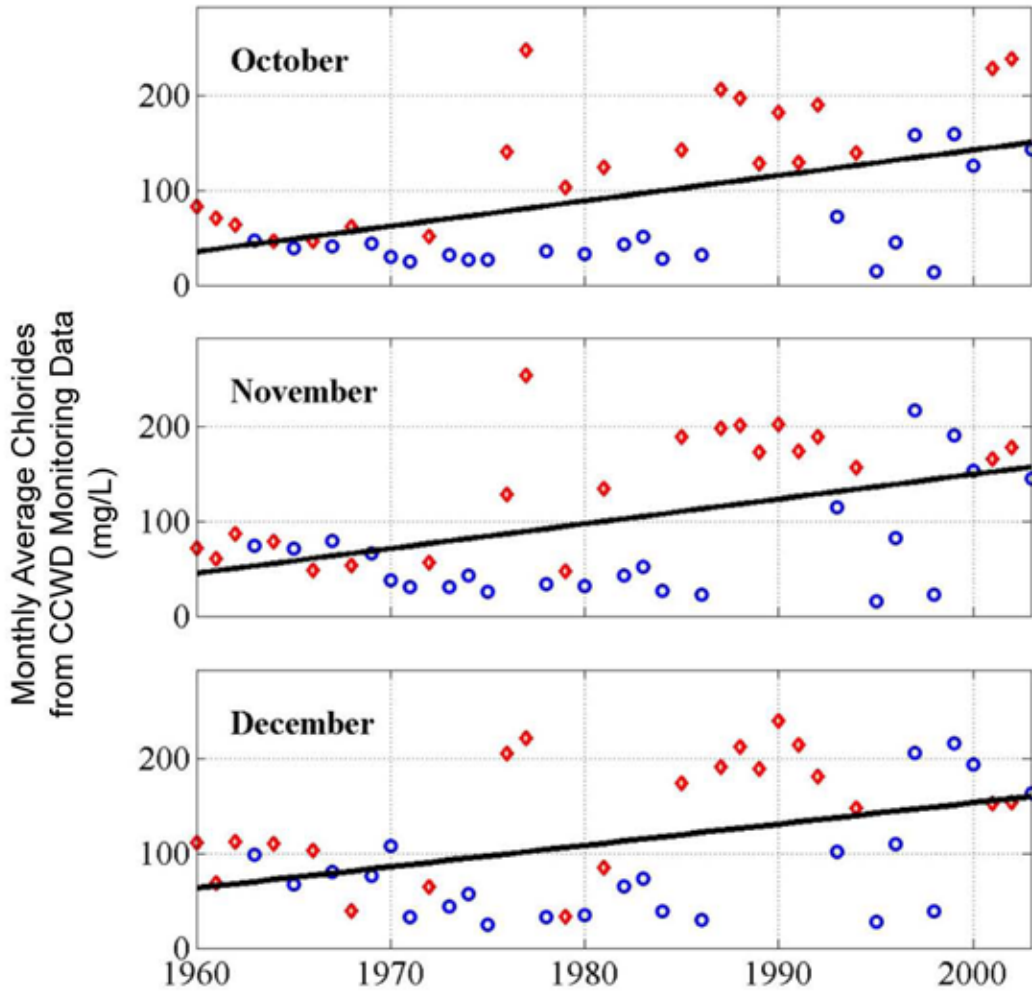 Monthly Average Chlorides
from CCWD Monitoring Data
(mg/L)
October
200
100
0
November
200
100
0
December
200
100
0
1960 1970 1980 1990 2000